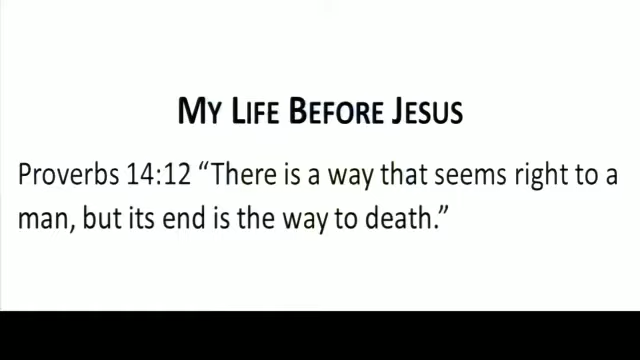 MY LIFE BEFORE JESUS
Proverbs 14:12 “There is a way that seems right to a
man, but its end is the way to death.”